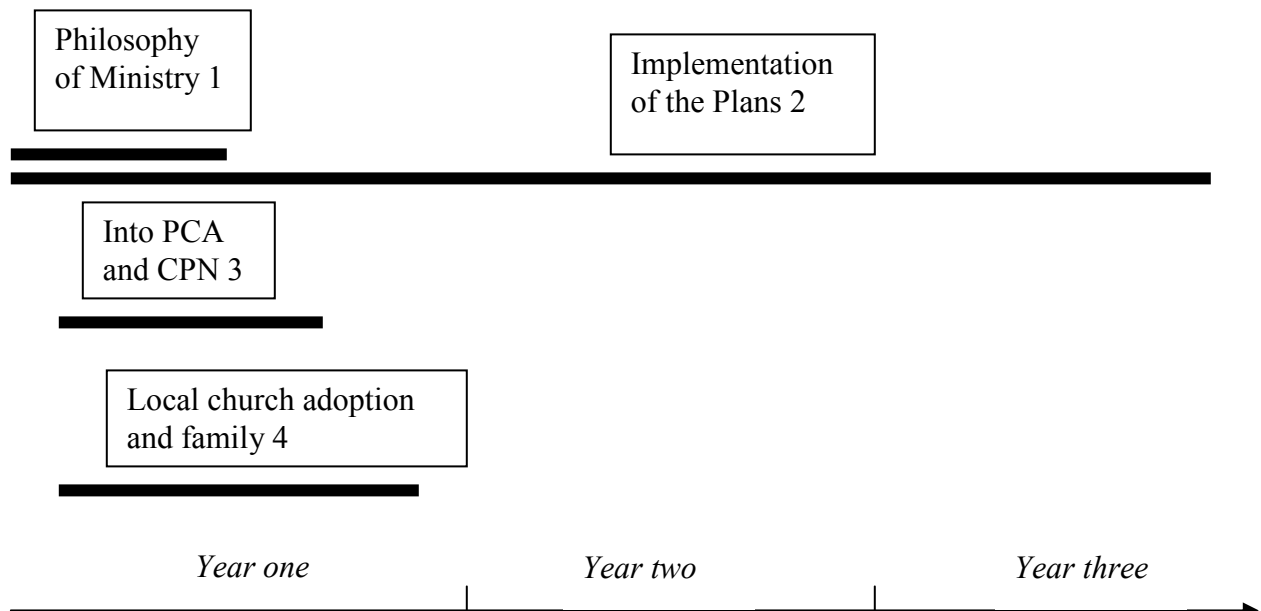 Philosophy
of Ministry 1
Implementation
of the Plans 2
Into PCA
and CPN 3
Local church adoption
and family 4
Year one
Year two
Year three